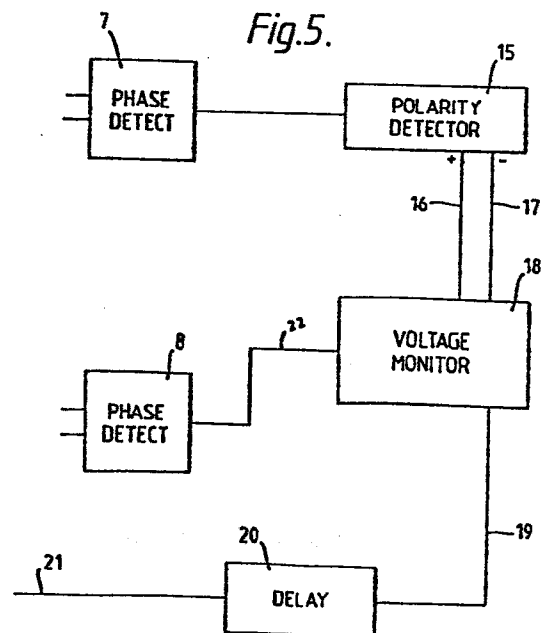 Fig.5.
7
PHASE
DETECT
15
POLARITY
DETECTOR
+ -
16
17
18
VOLTAGE
MONITOR
22
8
PHASE
DETECT
19
20
DELAY
21